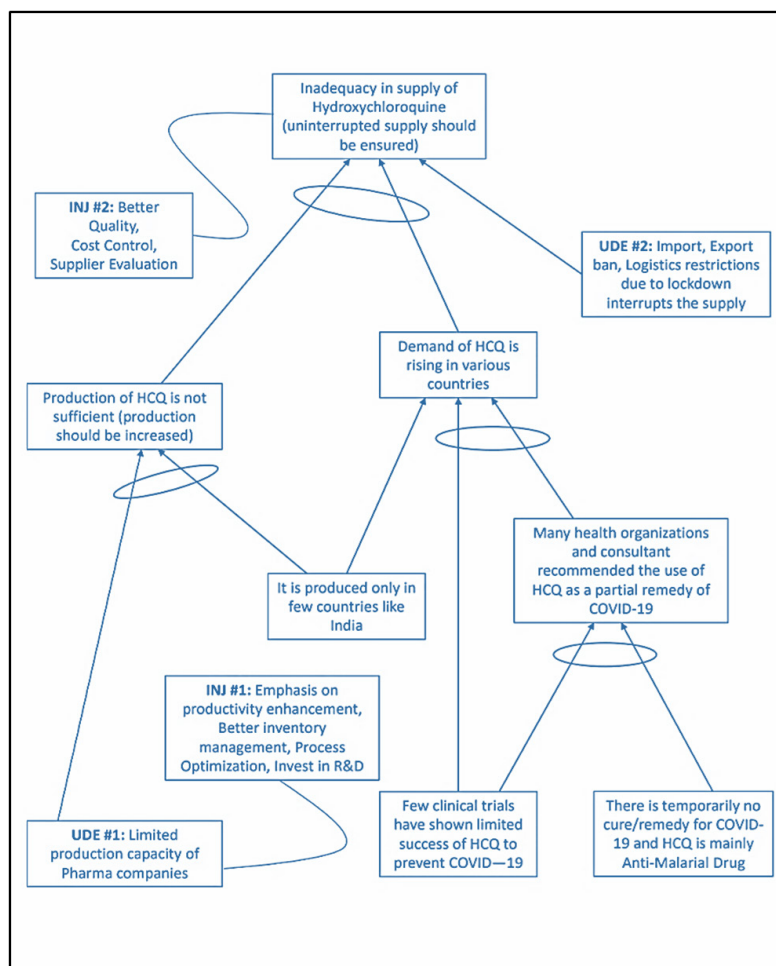 Inadequacy in supply of
Hydroxychloroquine
(uninterrupted supply should
be ensured)
INJ #2: Better
Quality,
Cost Control,
Supplier Evaluation
UDE #2: Import, Export
ban, Logistics restrictions
due to lockdown
interrupts the supply
Demand of HCQ is
rising in various
countries
Production of HCQ is not
sufficient (production
should be increased)
Many health organizations
and consultant
recommended the use of
HCQ as a partial remedy of
COVID-19
It is produced only in
few countries like
India
INJ #1: Emphasis on
productivity enhancement,
Better inventory
management, Process
Optimization, Invest in R&D
UDE #1: Limited
production capacity of
Pharma companies
Few clinical trials
have shown limited
success of HCQ to
prevent COVID—19
There is temporarily no
cure/remedy for COVID-
19 and HCQ is mainly
Anti-Malarial Drug